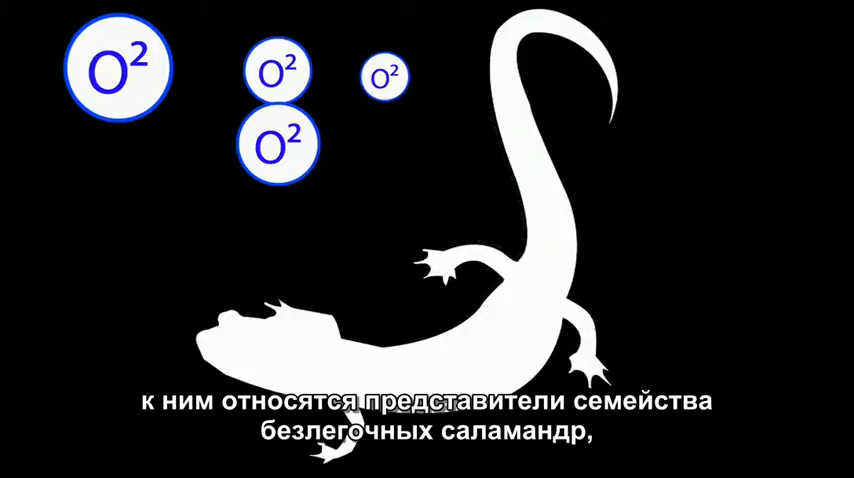 O²
O²
O²
O²
к ним относятся представители семейства
безлегочных саламандр,